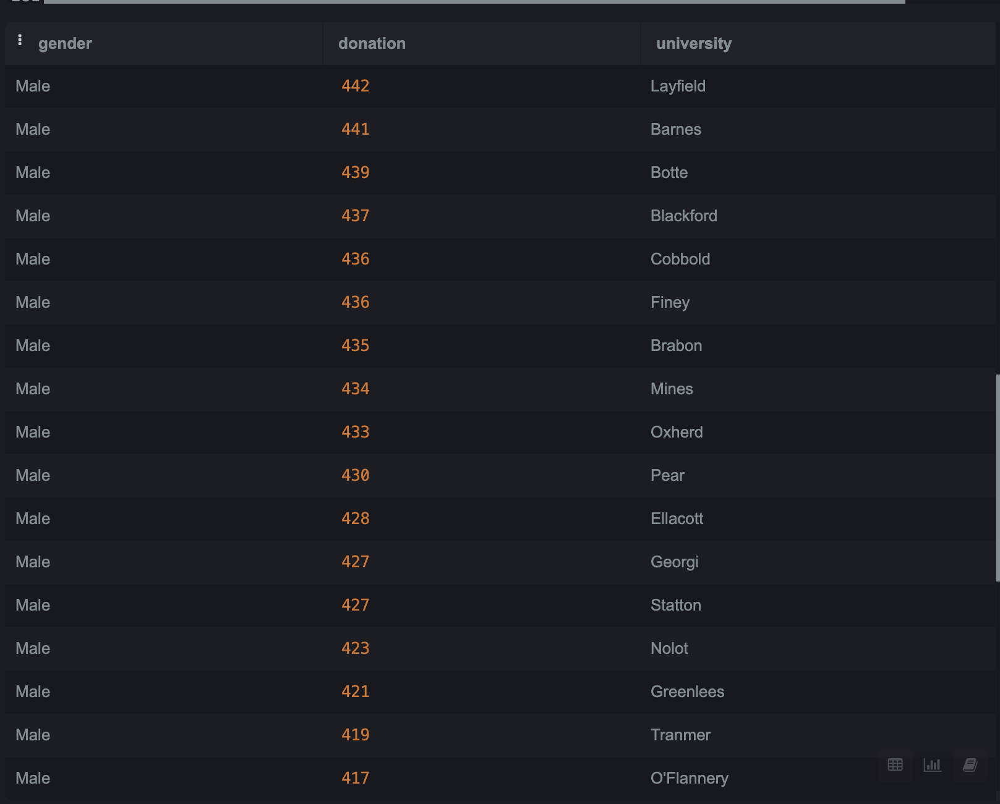 gender donation university
Male 442 Layfield
Male 441 Barnes
Male 439 Botte
Male 437 Blackford
Male 436 Cobbold
Male 436 Finey
Male 435 Brabon
Male 434 Mines
Male 433 Oxherd
Male 430 Pear
Male 428 Ellacott
Male 427 Georgi
Male 427 Statton
Male 423 Nolot
Male 421 Greenlees
Male 419 Tranmer
Male 417 O'Flannery